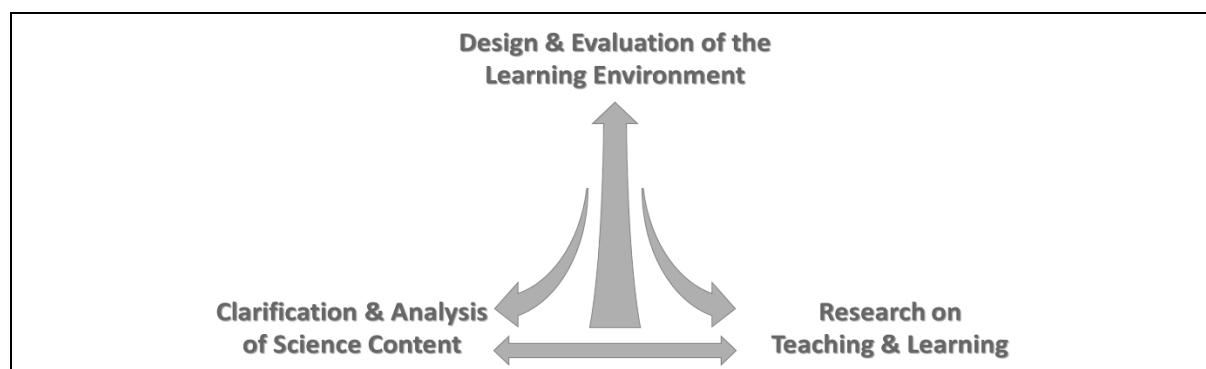 Design & Evaluation of the
Learning Environment
Clarification & Analysis
of Science Content
Research on
Teaching & Learning